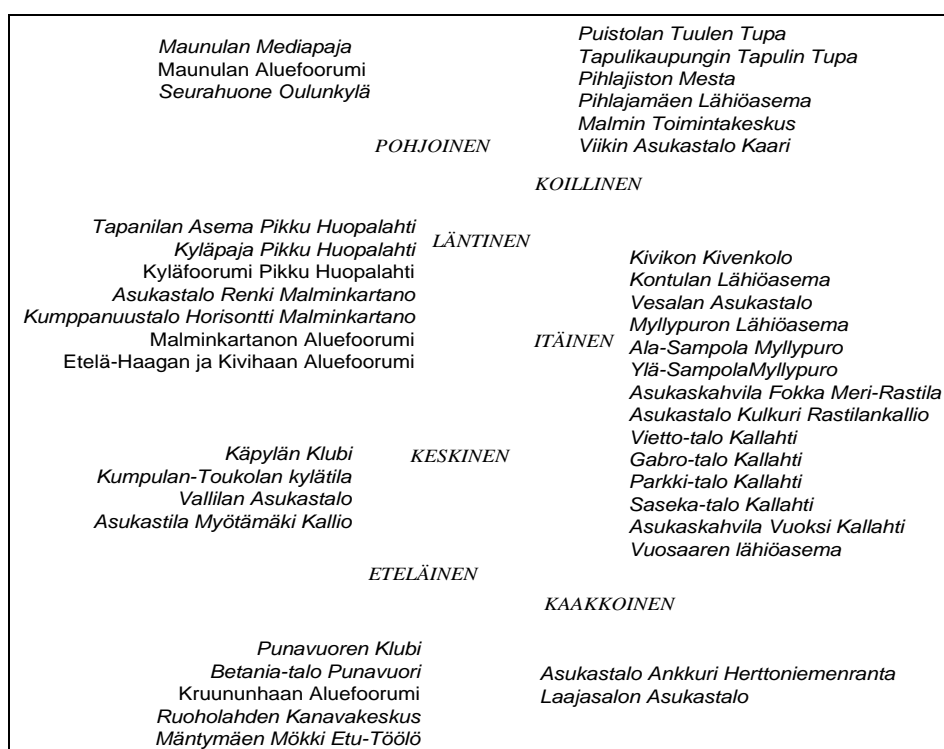 Maunulan Mediapaja
Maunulan Aluefoorumi
Seurahuone Oulunkylä
Puistolan Tuulen Tupa
Tapulikaupungin Tapulin Tupa
Pihlajiston Mesta
Pihlajamäen Lähiöasema
Malmin Toimintakeskus
Viikin Asukastalo Kaari
POHJOINEN
KOILLINEN
Tapanilan Asema Pikku Huopalahti
Kyläpaja Pikku Huopalahti
Kyläfoorumi Pikku Huopalahti
Asukastalo Renki Malminkartano
Kumppanuustalo Horisontti Malminkartano
Malminkartanon Aluefoorumi
Etelä-Haagan ja Kivihaan Aluefoorumi
LÄNTINEN
ITÄINEN
Kivikon Kivenkolo
Kontulan Lähiöasema
Vesalan Asukastalo
Myllypuron Lähiöasema
Ala-Sampola Myllypuro
Ylä-SampolaMyllypuro
Asukaskahvila Fokka Meri-Rastila
Asukastalo Kulkuri Rastilankallio
Vietto-talo Kallahti
Gabro-talo Kallahti
Parkki-talo Kallahti
Saseka-talo Kallahti
Asukaskahvila Vuoksi Kallahti
Vuosaaren lähiöasema
Käpylän Klubi
Kumpulan-Toukolan kylätila
Vallilan Asukastalo
Asukastila Myötämäki Kallio
KESKINEN
ETELÄINEN
KAAKKOINEN
Punavuoren Klubi
Betania-talo Punavuori
Kruununhaan Aluefoorumi
Ruoholahden Kanavakeskus
Mäntymäen Mökki Etu-Töölö
Asukastalo Ankkuri Herttoniemenranta
Laajasalon Asukastalo